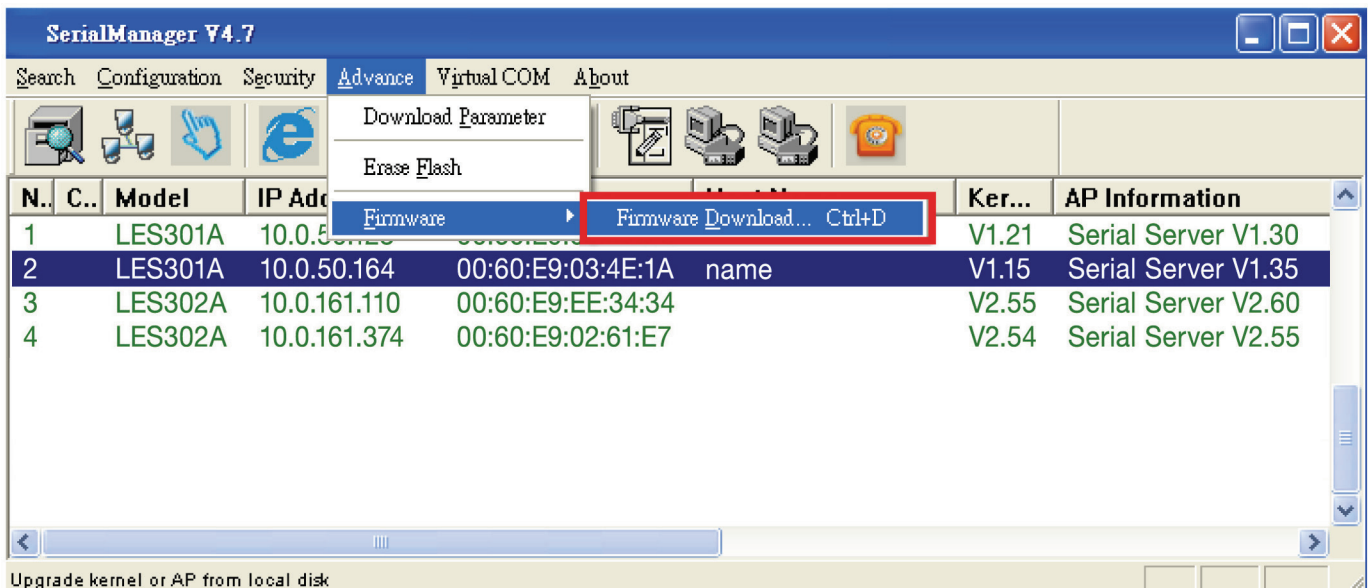 SerialManager V4.7
Search Configuration Security Advance Virtual COM About
Download Parameter
Erase Flash
Firmware
Firmware Download... Ctrl+D
N.. C.. Model IP Add Ker... AP Information
1 LES301A V1.21 Serial Server V1.30
2 LES301A 10.0.50.164 00:60:E9:03:4E:1A name V1.15 Serial Server V1.35
3 LES302A 10.0.161.110 00:60:E9:EE:34:34 V2.55 Serial Server V2.60
4 LES302A 10.0.161.374 00:60:E9:02:61:E7 V2.54 Serial Server V2.55
Upgrade kernel or AP from local disk